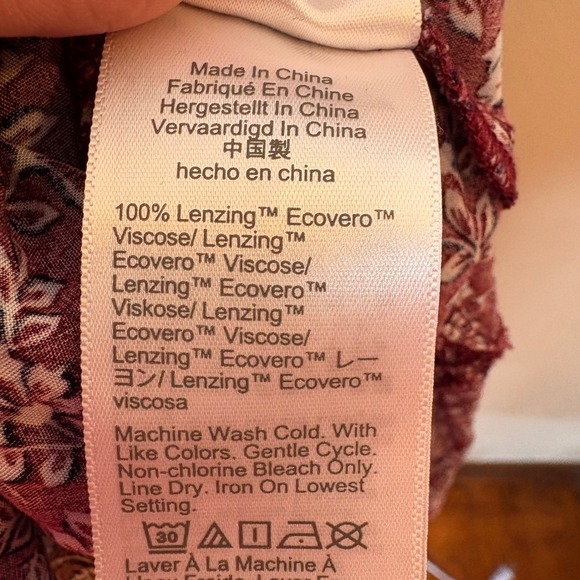 Made In China
Fabriqué En Chine
Hergestellt In China
Vervaardigd In China
中国製
hecho en china
100% Lenzing™ Ecovero™
Viscose/ Lenzing™
Ecovero™ Viscose/
Lenzing™ Ecovero™
Viskose/ Lenzing™
Ecovero™ Viscose/
Lenzing™ Ecovero™ レー
ヨン/ Lenzing™ Ecovero™
viscosa
Machine Wash Cold. With
Like Colors. Gentle Cycle.
Non-chlorine Bleach Only.
Line Dry. Iron On Lowest
Setting.
30
Laver À La Machine À